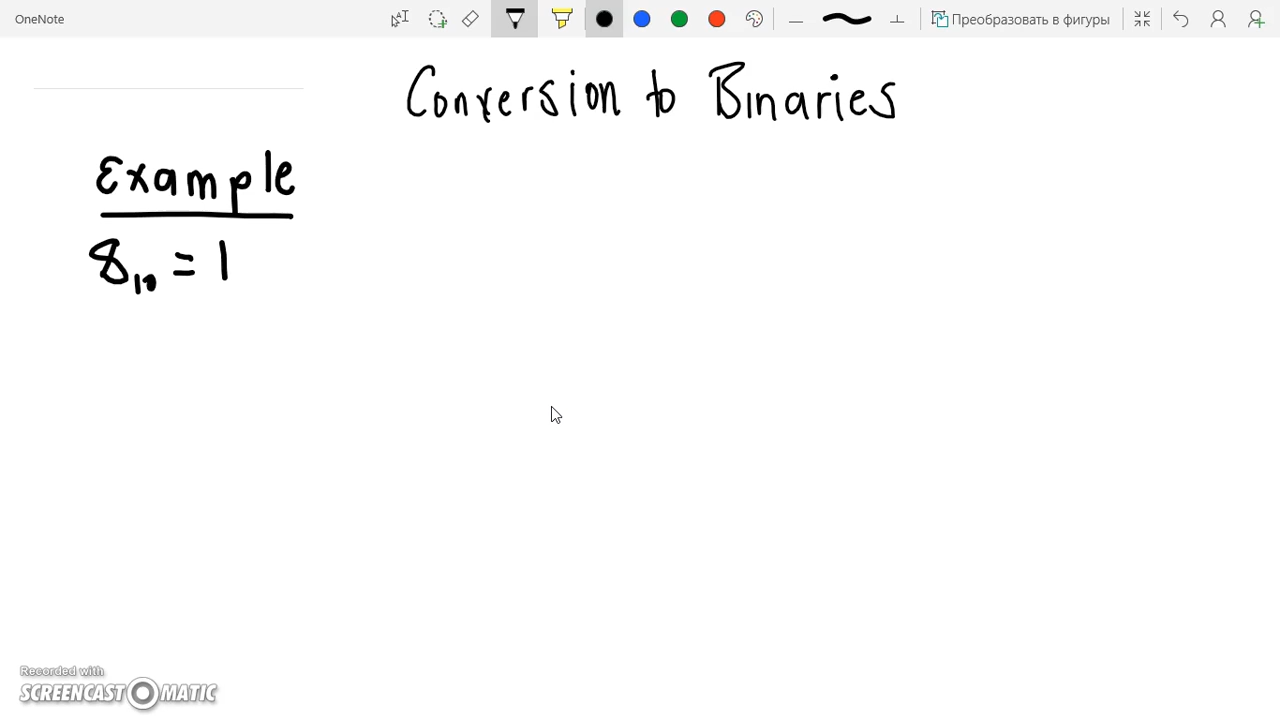 OneNote
Преобразовать в фигуры
Conversion to Binaries
Example
8₁₀ = 1
Recorded with
SCREENCAST MATIC